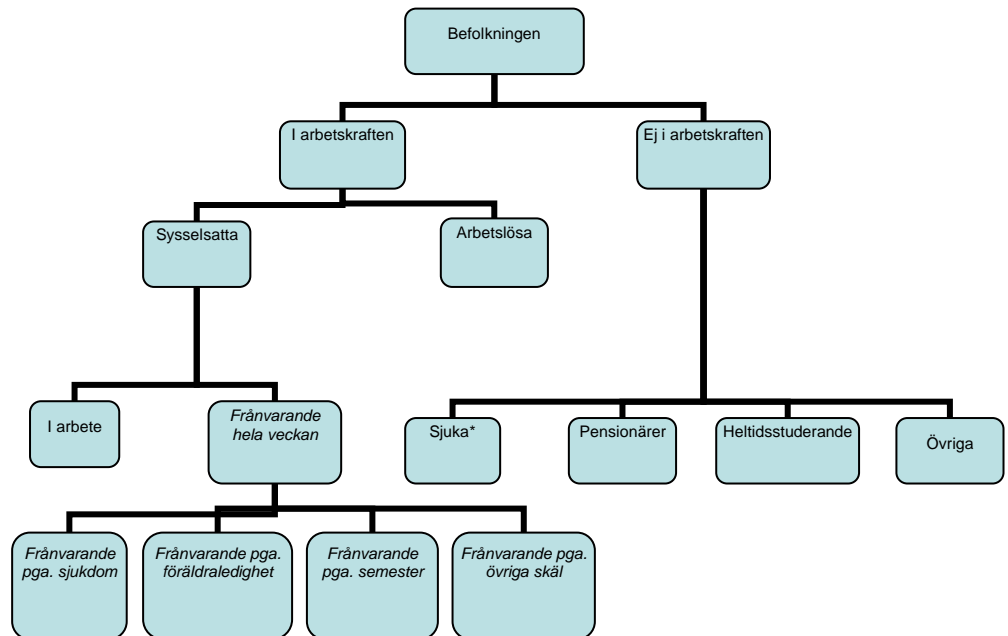 Befolkningen
I arbetskraften
Ej i arbetskraften
Sysselsatta
Arbetslösa
I arbete
Frånvarande
hela veckan
Sjuka*
Pensionärer
Heltidsstuderande
Övriga
Frånvarande
pga. sjukdom
Frånvarande pga.
föräldraledighet
Frånvarande
pga. semester
Frånvarande pga.
övriga skäl